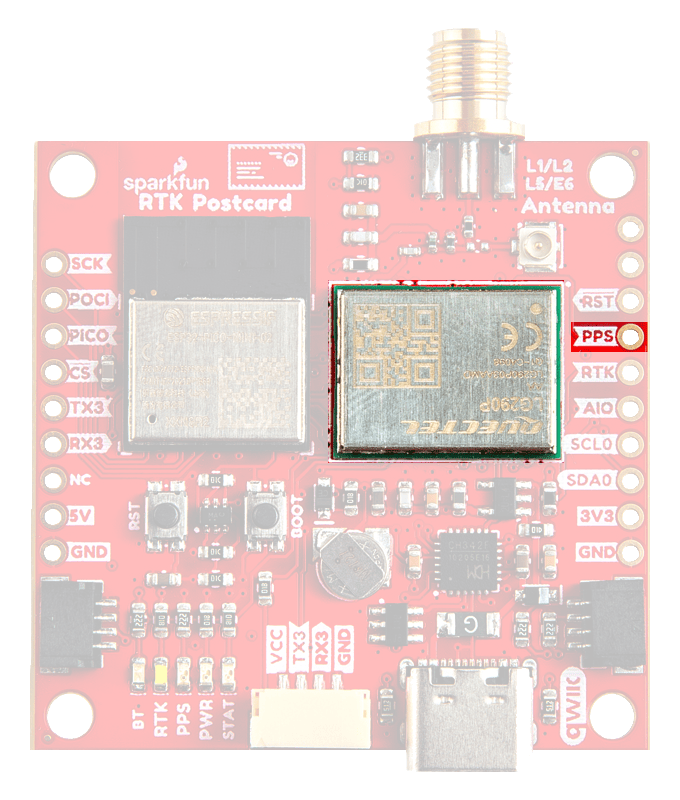 L1/L2
L5/E6
Antenna
sparkfun
RTK Postcard
SCK
POCI
PICO
CS
TX3
RX3
NC
5V
GND
ESPRESSIF
LG290P
QUECTEL
RST
PPS
RTK
AIO
SCL0
SDA0
3V3
GND
RST
BOOT
VCC
TX3
RX3
GND
BT
RTK
PPS
PWR
STAT
qwiic